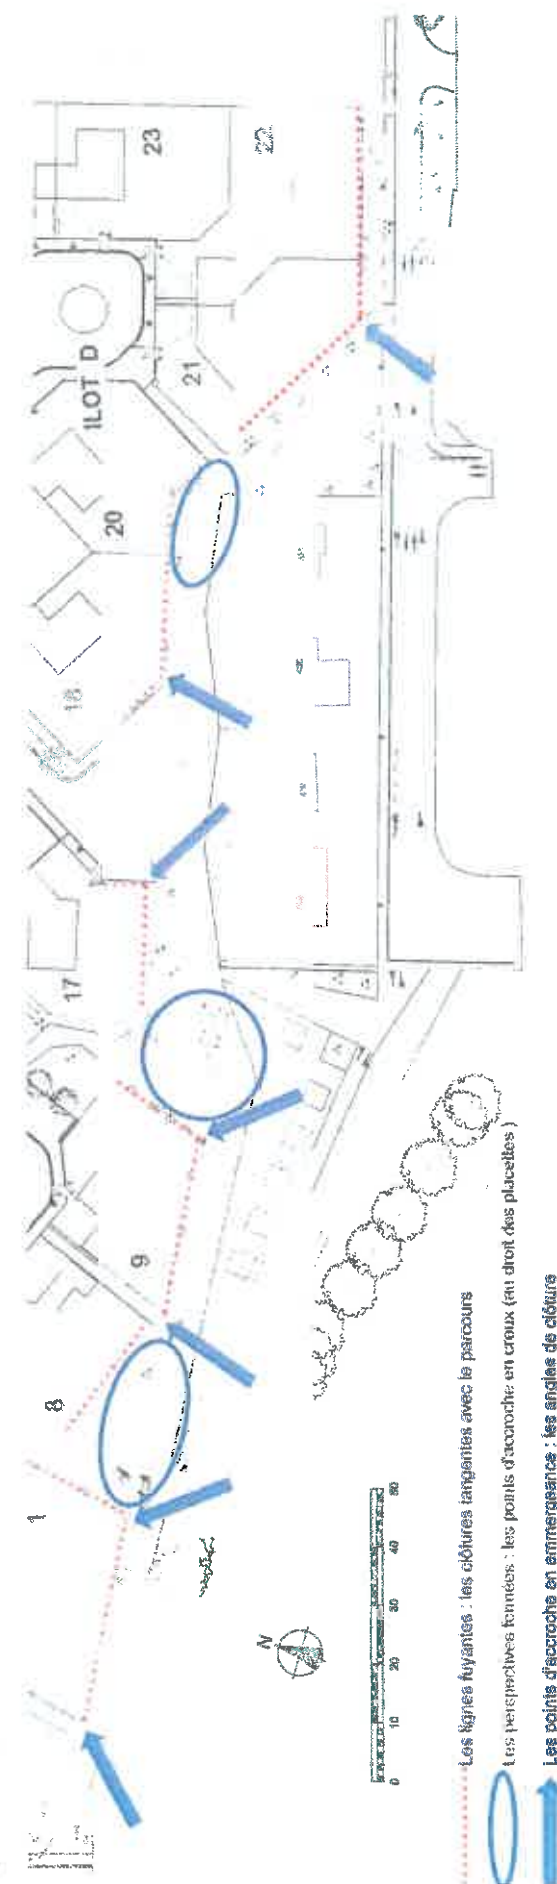 1
8
9
17
18
20
21
ILOT D
23
N
0 10 20 30 40 50
Les lignes fuyantes : les clôtures tangentes avec le parcours
Les perspectives fermées : les points d'accroche en creux (au droit des placettes )
Les points d'accroche en emmergeance : les angles de clôture